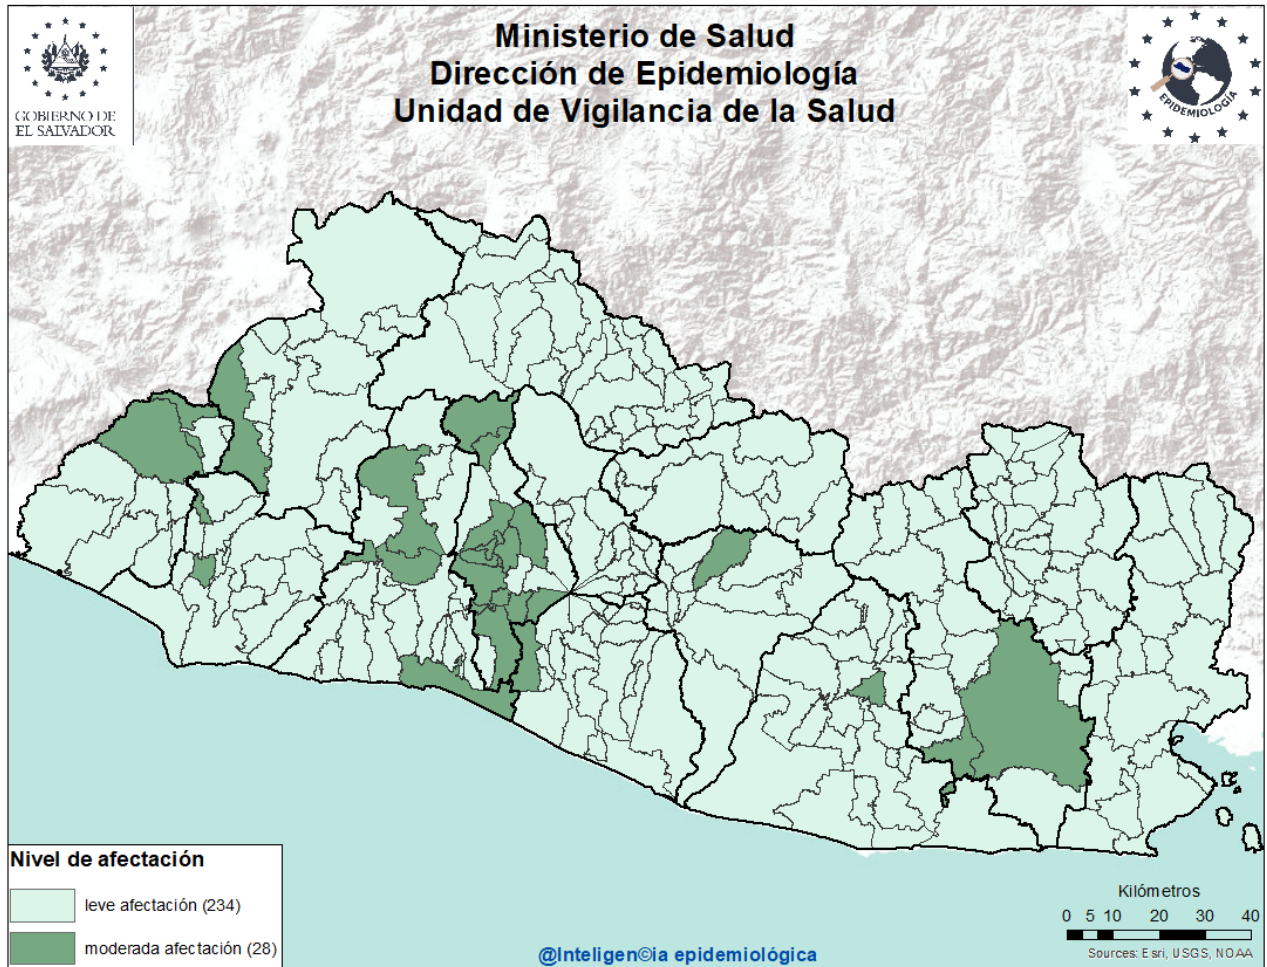 Ministerio de Salud
Dirección de Epidemiología
Unidad de Vigilancia de la Salud
GOBIERNO DE
EL SALVADOR
EPIDEMIOLOGÍA
Nivel de afectación
leve afectación (234)
moderada afectación (28)
@Inteligen©ia epidemiológica
Kilómetros
0 5 10 20 30 40
Sources: Esri, USGS, NOAA